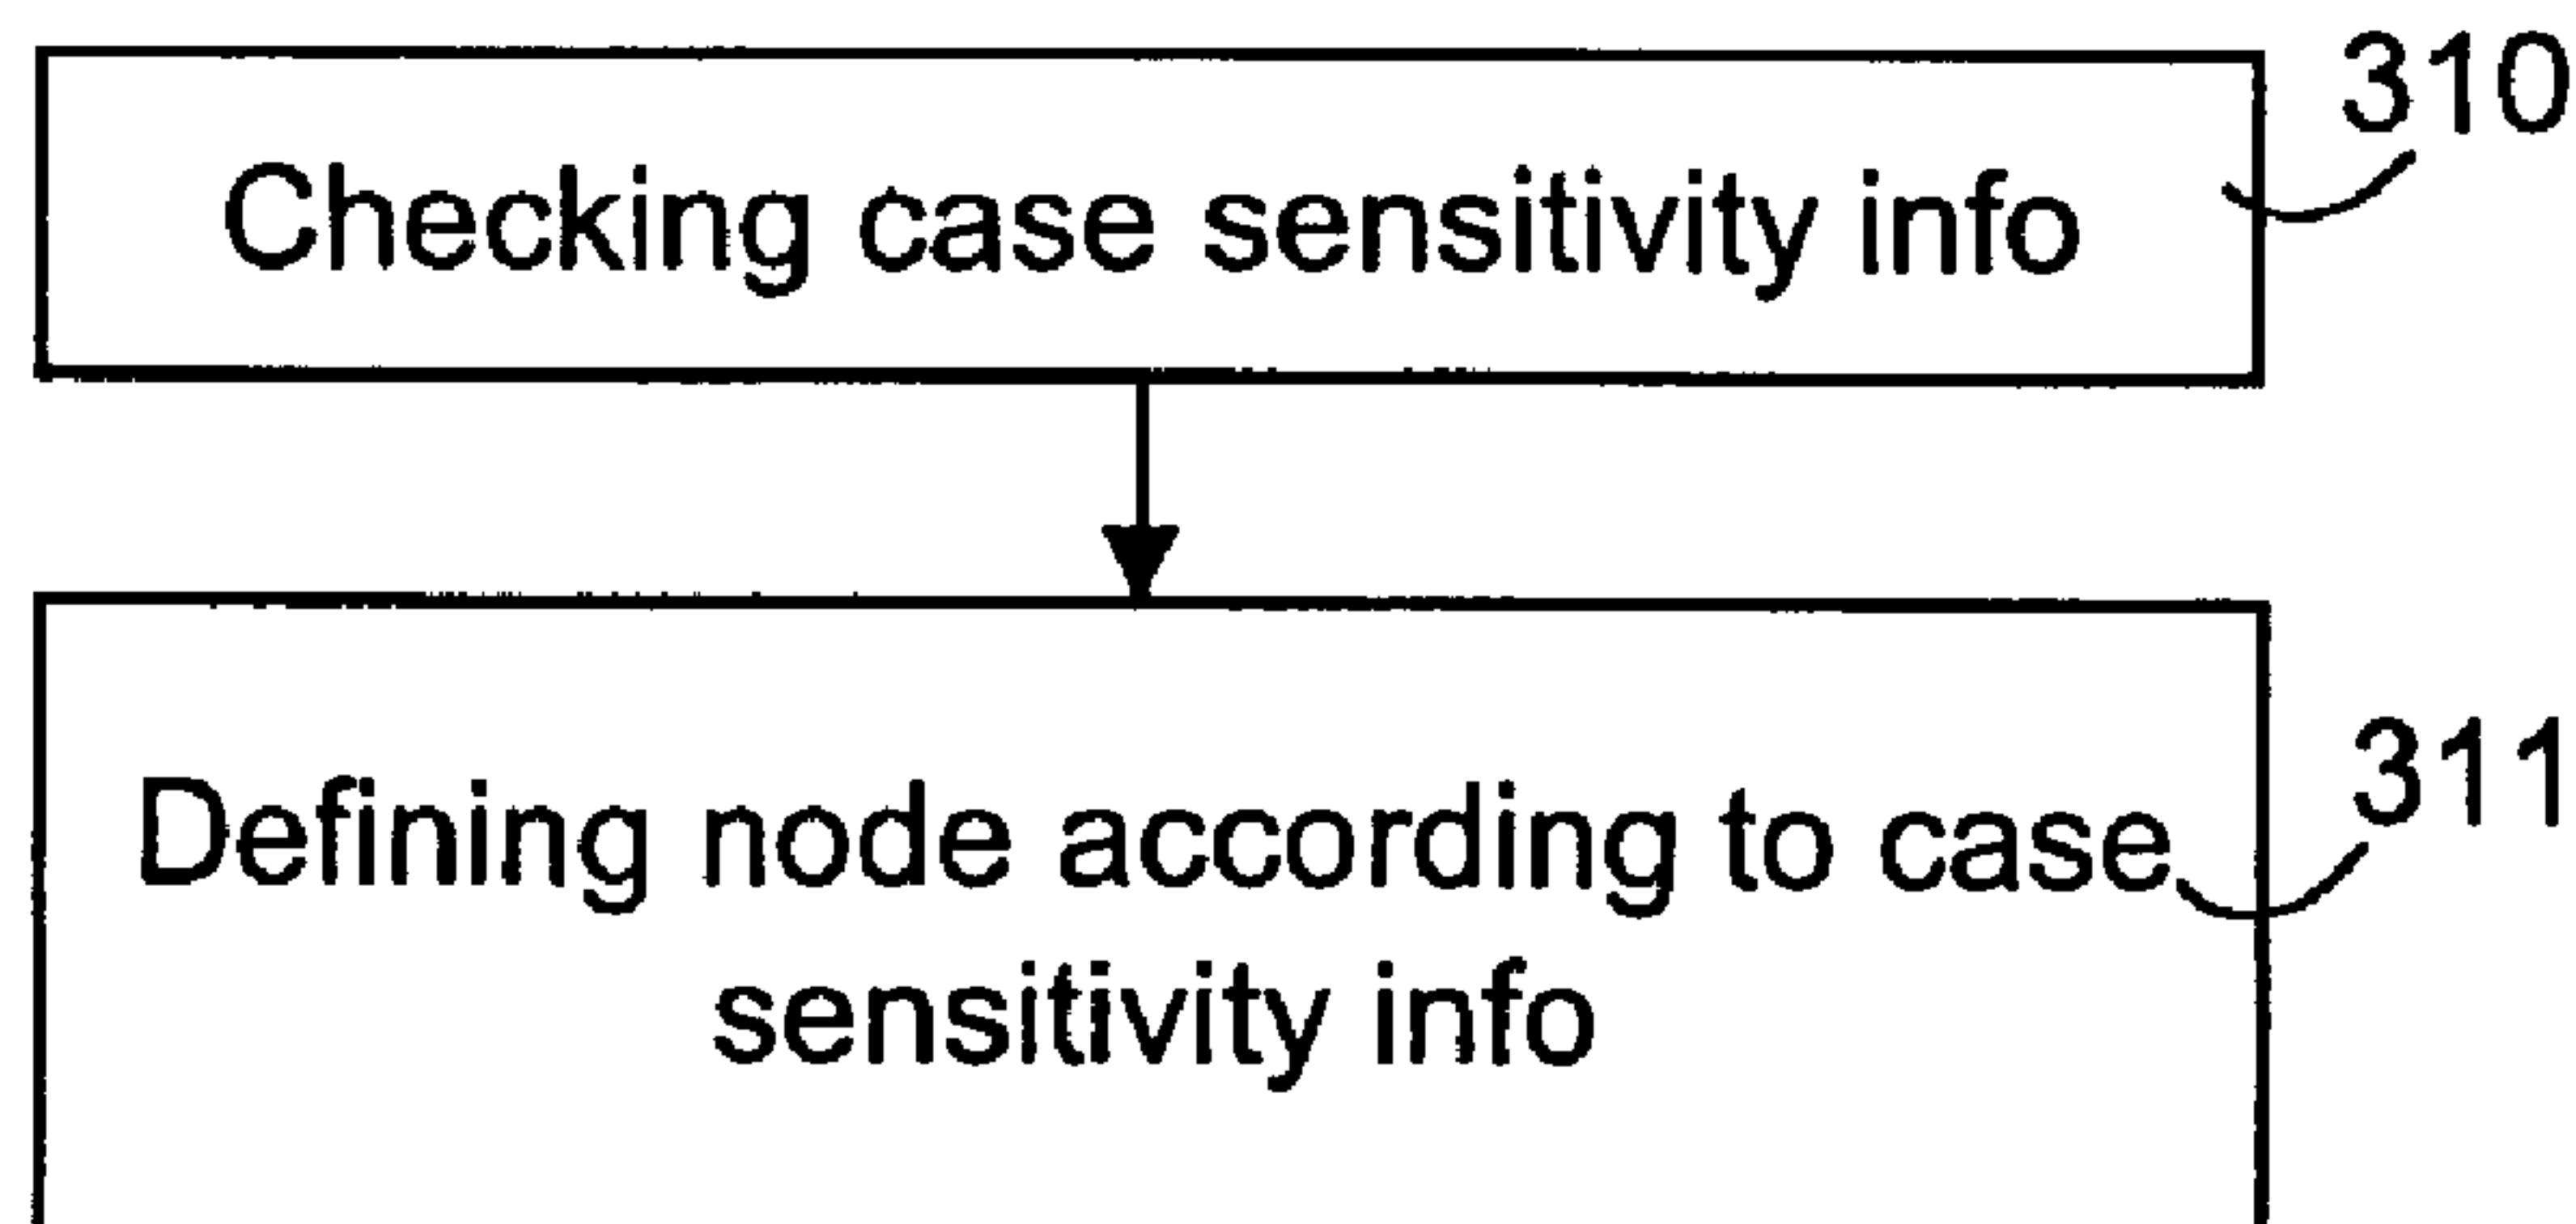 310
Checking case sensitivity info
311
Defining node according to case
sensitivity info